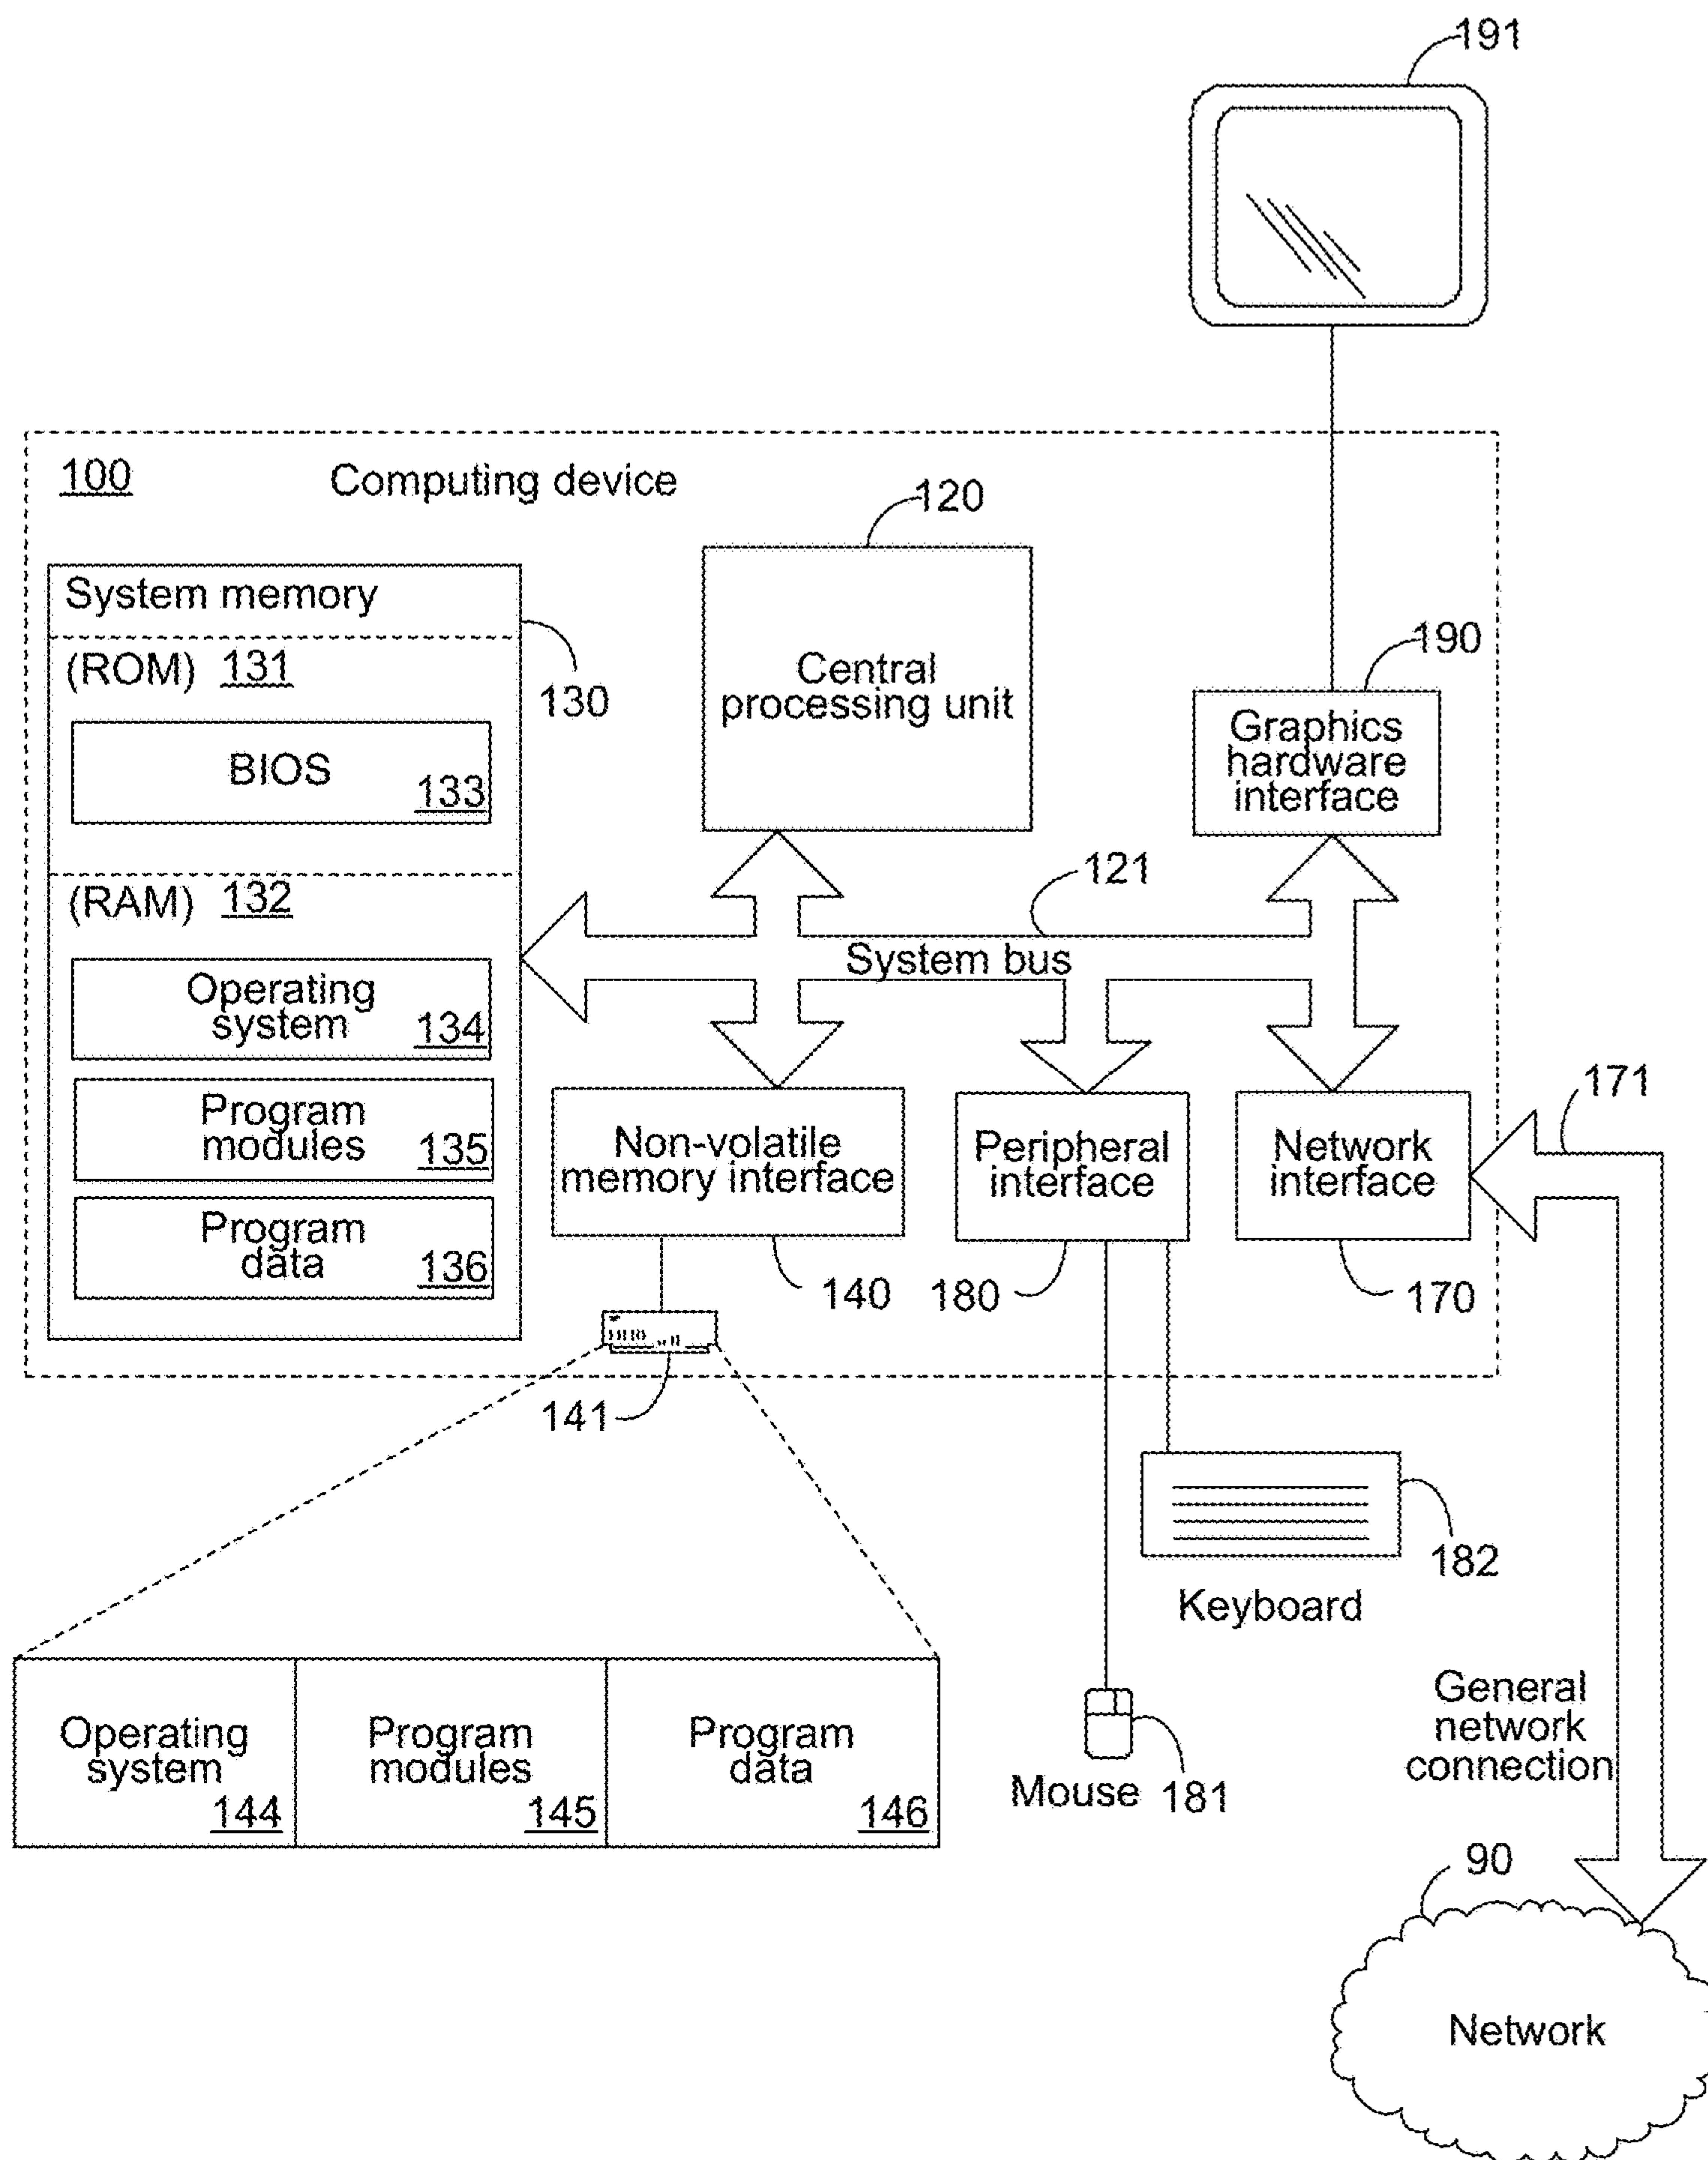 191
100
Computing device
120
System memory
(ROM) 131
130
BIOS
133
Central
processing unit
190
Graphics
hardware
interface
121
(RAM) 132
System bus
Operating
system
134
Program
modules
135
Program
data
136
Non-volatile
memory interface
Peripheral
interface
Network
interface
171
140
180
170
141
182
Keyboard
Operating
system
144
Program
modules
145
Program
data
146
Mouse
181
General
network
connection
90
Network